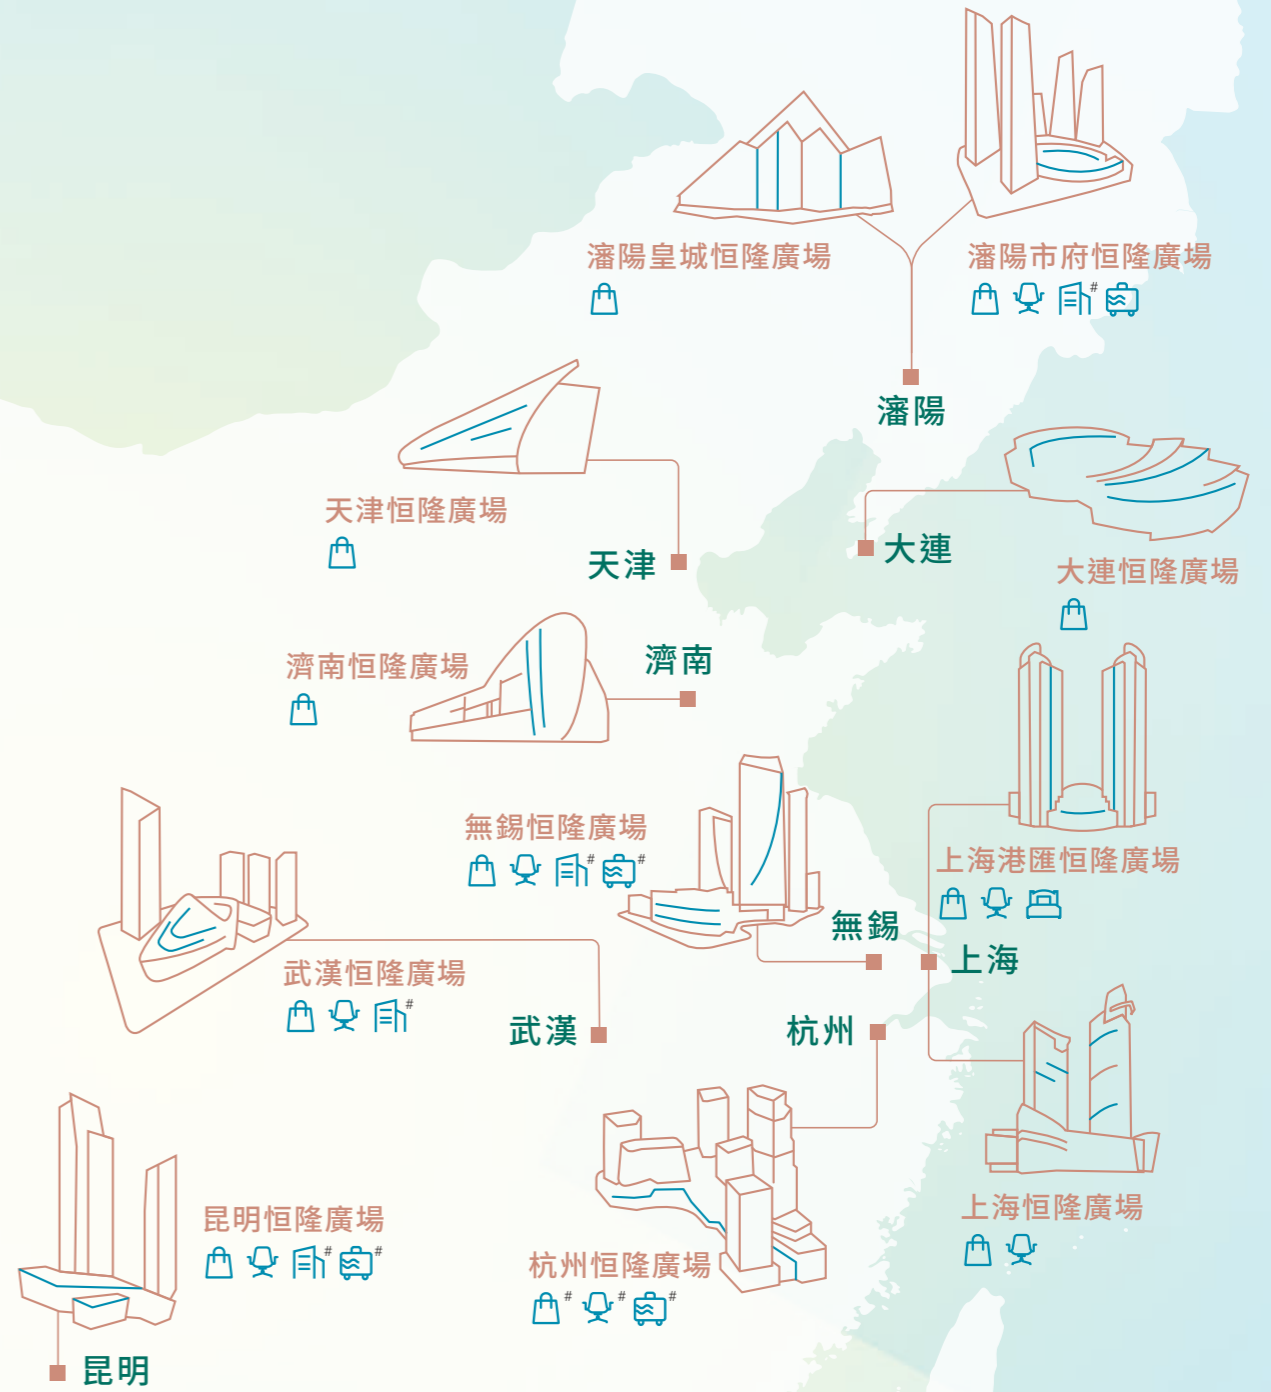 瀋陽皇城恒隆廣場
瀋陽市府恒隆廣場
#
瀋陽
天津恒隆廣場
天津
大連
大連恒隆廣場
濟南恒隆廣場
濟南
無錫恒隆廣場
# #
無錫
上海港匯恒隆廣場
上海
武漢恒隆廣場
#
武漢
杭州
上海恒隆廣場
昆明恒隆廣場
# #
杭州恒隆廣場
# # #
昆明